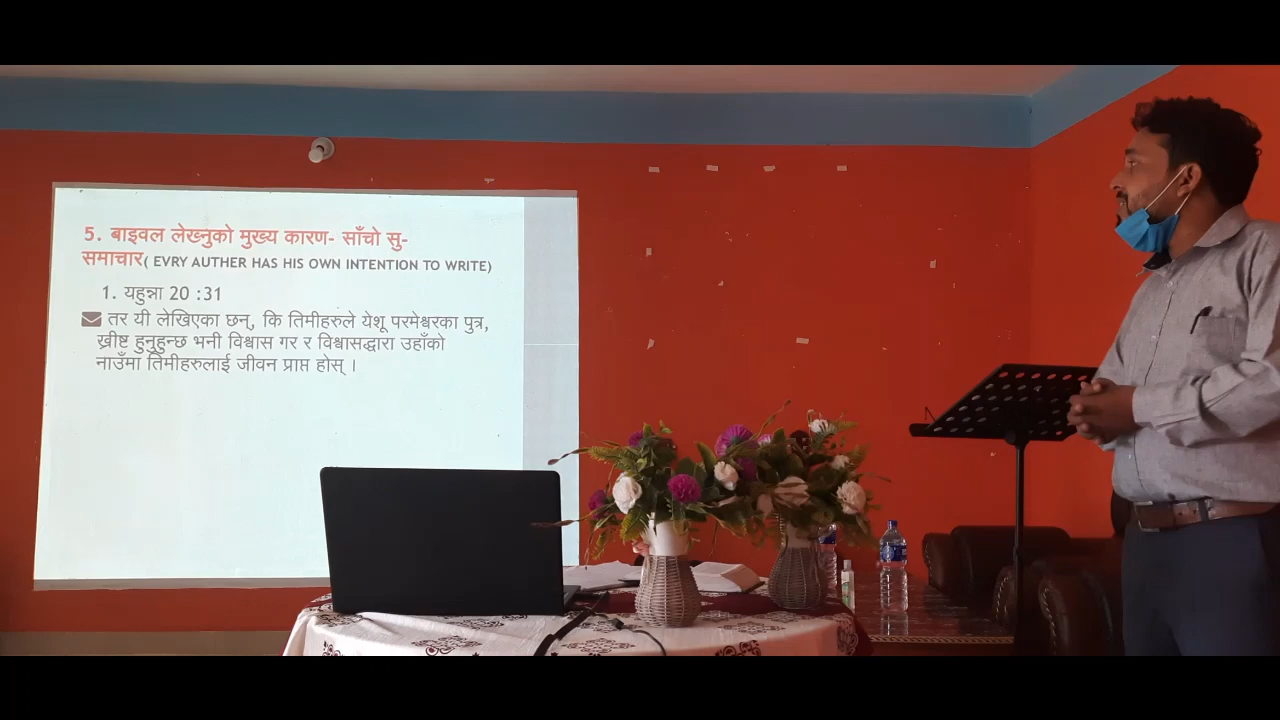 5. बाइवल लेख्नुको मुख्य कारण- साँचो सु-
समाचार( EVRY AUTHER HAS HIS OWN INTENTION TO WRITE)
1. यहुन्ना 20 :31
तर यी लेखिएका छन्, कि तिमीहरुले येशू परमेश्वरका पुत्र,
ख्रीष्ट हुनुहुन्छ भनी विश्वास गर र विश्वासद्धारा उहाँको
नाउँमा तिमीहरुलाई जीवन प्राप्त होस् ।